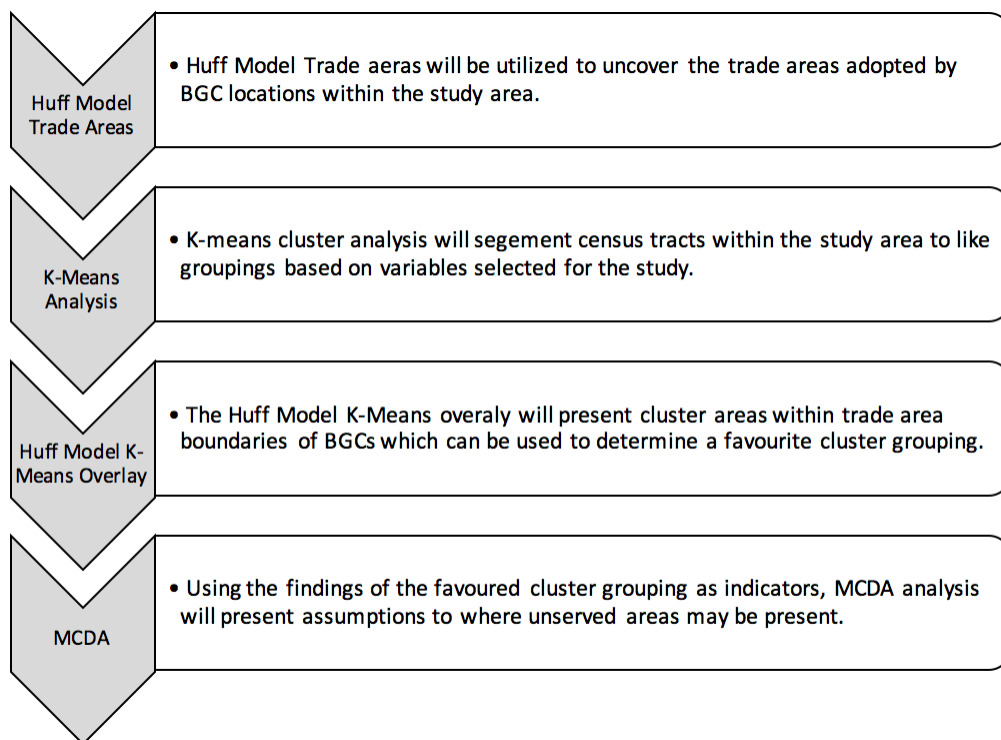 Huff Model
Trade Areas
• Huff Model Trade aeras will be utilized to uncover the trade areas adopted by
BGC locations within the study area.
K-Means
Analysis
• K-means cluster analysis will segement census tracts within the study area to like
groupings based on variables selected for the study.
Huff Model K-
Means Overlay
• The Huff Model K-Means overaly will present cluster areas within trade area
boundaries of BGCs which can be used to determine a favourite cluster grouping.
MCDA
• Using the findings of the favoured cluster grouping as indicators, MCDA analysis
will present assumptions to where unserved areas may be present.